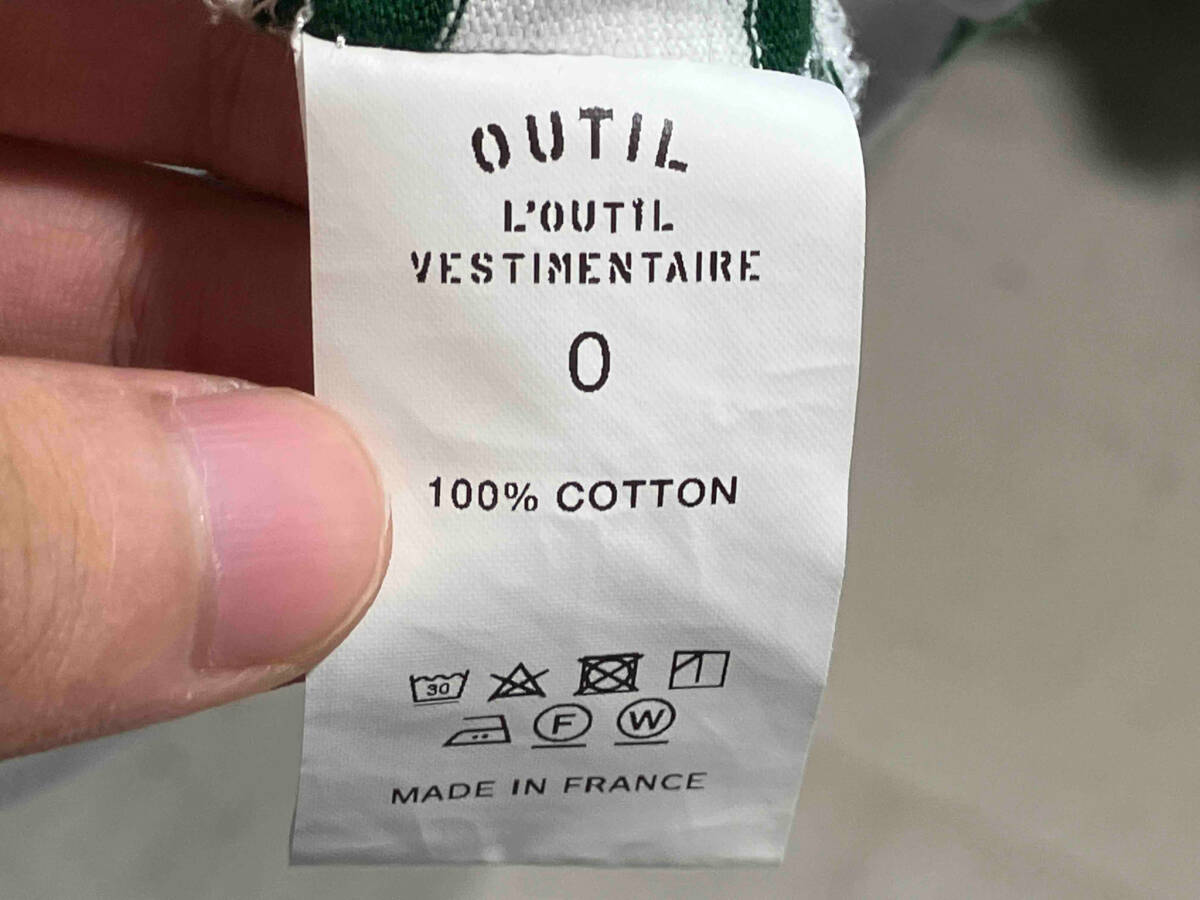 OUTIL
L'OUTIL
VESTIMENTAIRE
0
100% COTTON
30
F W
MADE IN FRANCE